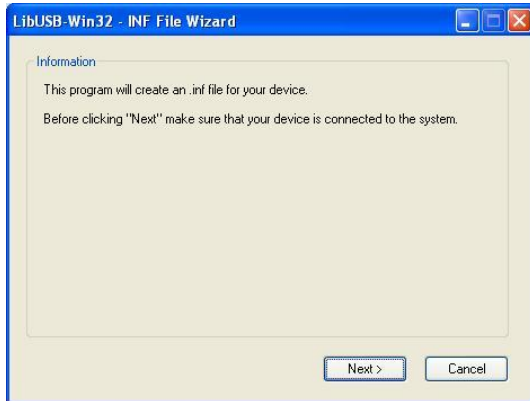 LibUSB-Win32 - INF File Wizard
Information
This program will create an .inf file for your device.
Before clicking "Next" make sure that your device is connected to the system.
Next >
Cancel